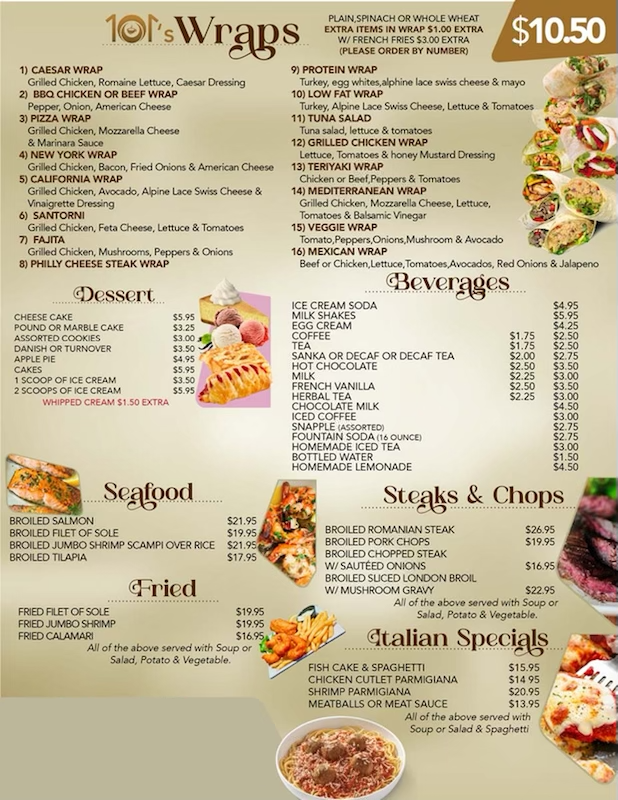 101's Wraps
PLAIN,SPINACH OR WHOLE WHEAT
EXTRA ITEMS IN WRAP $1.00 EXTRA
W/ FRENCH FRIES $3.00 EXTRA
(PLEASE ORDER BY NUMBER)
$10.50
1) CAESAR WRAP
Grilled Chicken, Romaine Lettuce, Caesar Dressing
2) BBQ CHICKEN OR BEEF WRAP
Pepper, Onion, American Cheese
3) PIZZA WRAP
Grilled Chicken, Mozzarella Cheese
& Marinara Sauce
4) NEW YORK WRAP
Grilled Chicken, Bacon, Fried Onions & American Cheese
5) CALIFORNIA WRAP
Grilled Chicken, Avocado, Alpine Lace Swiss Cheese &
Vinaigrette Dressing
6) SANTORNI
Grilled Chicken, Feta Cheese, Lettuce & Tomatoes
7) FAJITA
Grilled Chicken, Mushrooms, Peppers & Onions
8) PHILLY CHEESE STEAK WRAP
9) PROTEIN WRAP
Turkey, egg whites,alphine lace swiss cheese & mayo
10) LOW FAT WRAP
Turkey, Alpine Lace Swiss Cheese, Lettuce & Tomatoes
11) TUNA SALAD
Tuna salad, lettuce & tomatoes
12) GRILLED CHICKEN WRAP
Lettuce, Tomatoes & honey Mustard Dressing
13) TERIYAKI WRAP
Chicken or Beef,Peppers & Tomatoes
14) MEDITERRANEAN WRAP
Grilled Chicken, Mozzarella Cheese, Lettuce,
Tomatoes & Balsamic Vinegar
15) VEGGIE WRAP
Tomato,Peppers,Onions,Mushroom & Avocado
16) MEXICAN WRAP
Beef or Chicken,Lettuce,Tomatoes,Avocados, Red Onions & Jalapeno
Dessert
CHEESE CAKE $5.95
POUND OR MARBLE CAKE $3.25
ASSORTED COOKIES $3.00
DANISH OR TURNOVER $3.50
APPLE PIE $4.95
CAKES $5.95
1 SCOOP OF ICE CREAM $3.50
2 SCOOPS OF ICE CREAM $5.95
WHIPPED CREAM $1.50 EXTRA
Beverages
ICE CREAM SODA $4.95
MILK SHAKES $5.95
EGG CREAM $4.25
COFFEE $1.75 $2.50
TEA $1.75 $2.50
SANKA OR DECAF OR DECAF TEA $2.00 $2.75
HOT CHOCOLATE $2.50 $3.50
MILK $2.25 $3.00
FRENCH VANILLA $2.50 $3.50
HERBAL TEA $2.25 $3.00
CHOCOLATE MILK $4.50
ICED COFFEE $3.00
SNAPPLE (ASSORTED) $2.75
FOUNTAIN SODA (16 OUNCE) $2.75
HOMEMADE ICED TEA $3.00
BOTTLED WATER $1.50
HOMEMADE LEMONADE $4.50
Seafood
BROILED SALMON $21.95
BROILED FILET OF SOLE $19.95
BROILED JUMBO SHRIMP SCAMPI OVER RICE $21.95
BROILED TILAPIA $17.95
Fried
FRIED FILET OF SOLE $19.95
FRIED JUMBO SHRIMP $19.95
FRIED CALAMARI $16.95
All of the above served with Soup or
Salad, Potato & Vegetable.
Steaks & Chops
BROILED ROMANIAN STEAK $26.95
BROILED PORK CHOPS $19.95
BROILED CHOPPED STEAK
W/ SAUTÉED ONIONS $16.95
BROILED SLICED LONDON BROIL
W/ MUSHROOM GRAVY $22.95
All of the above served with Soup or
Salad, Potato & Vegetable.
Italian Specials
FISH CAKE & SPAGHETTI $15.95
CHICKEN CUTLET PARMIGIANA $14 95
SHRIMP PARMIGIANA $20.95
MEATBALLS OR MEAT SAUCE $13.95
All of the above served with
Soup or Salad & Spaghetti